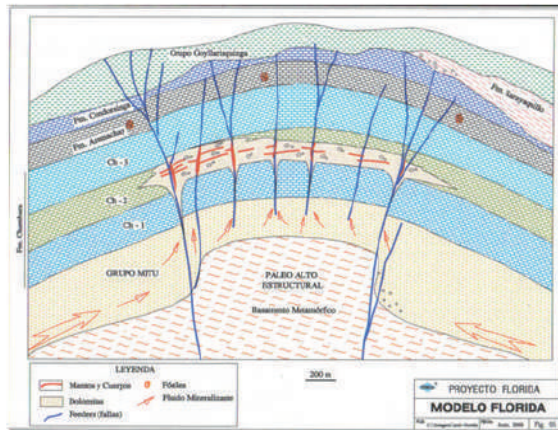 Grupo Goyllarisquizga
Fm. Sarayaquillo
Fm. Condorsinga
Fm. Aramachay
Ch - 3
Ch - 2
Ch - 1
Fm. Chambara
GRUPO MITU
PALEO ALTO
ESTRUCTURAL
Basamento Metamórfico
200 m
LEYENDA
Mantos y Cuerpos
Fósiles
Dolomitas
Fluido Mineralizante
Feeders (fallas)
PROYECTO FLORIDA
MODELO FLORIDA